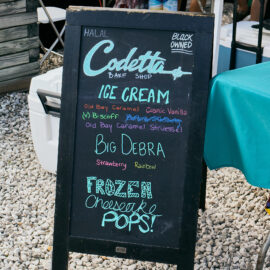 HALAL
Codetta
BAKE SHOP
BLACK
OWNED
ICE CREAM
Old Bay Caramel Cosmic Vanilla
(V) Biscoff
Old Bay Caramel Streusel
BIG DEBRA
Strawberry Rainbow
FROZEN
Cheesecake
POPS!